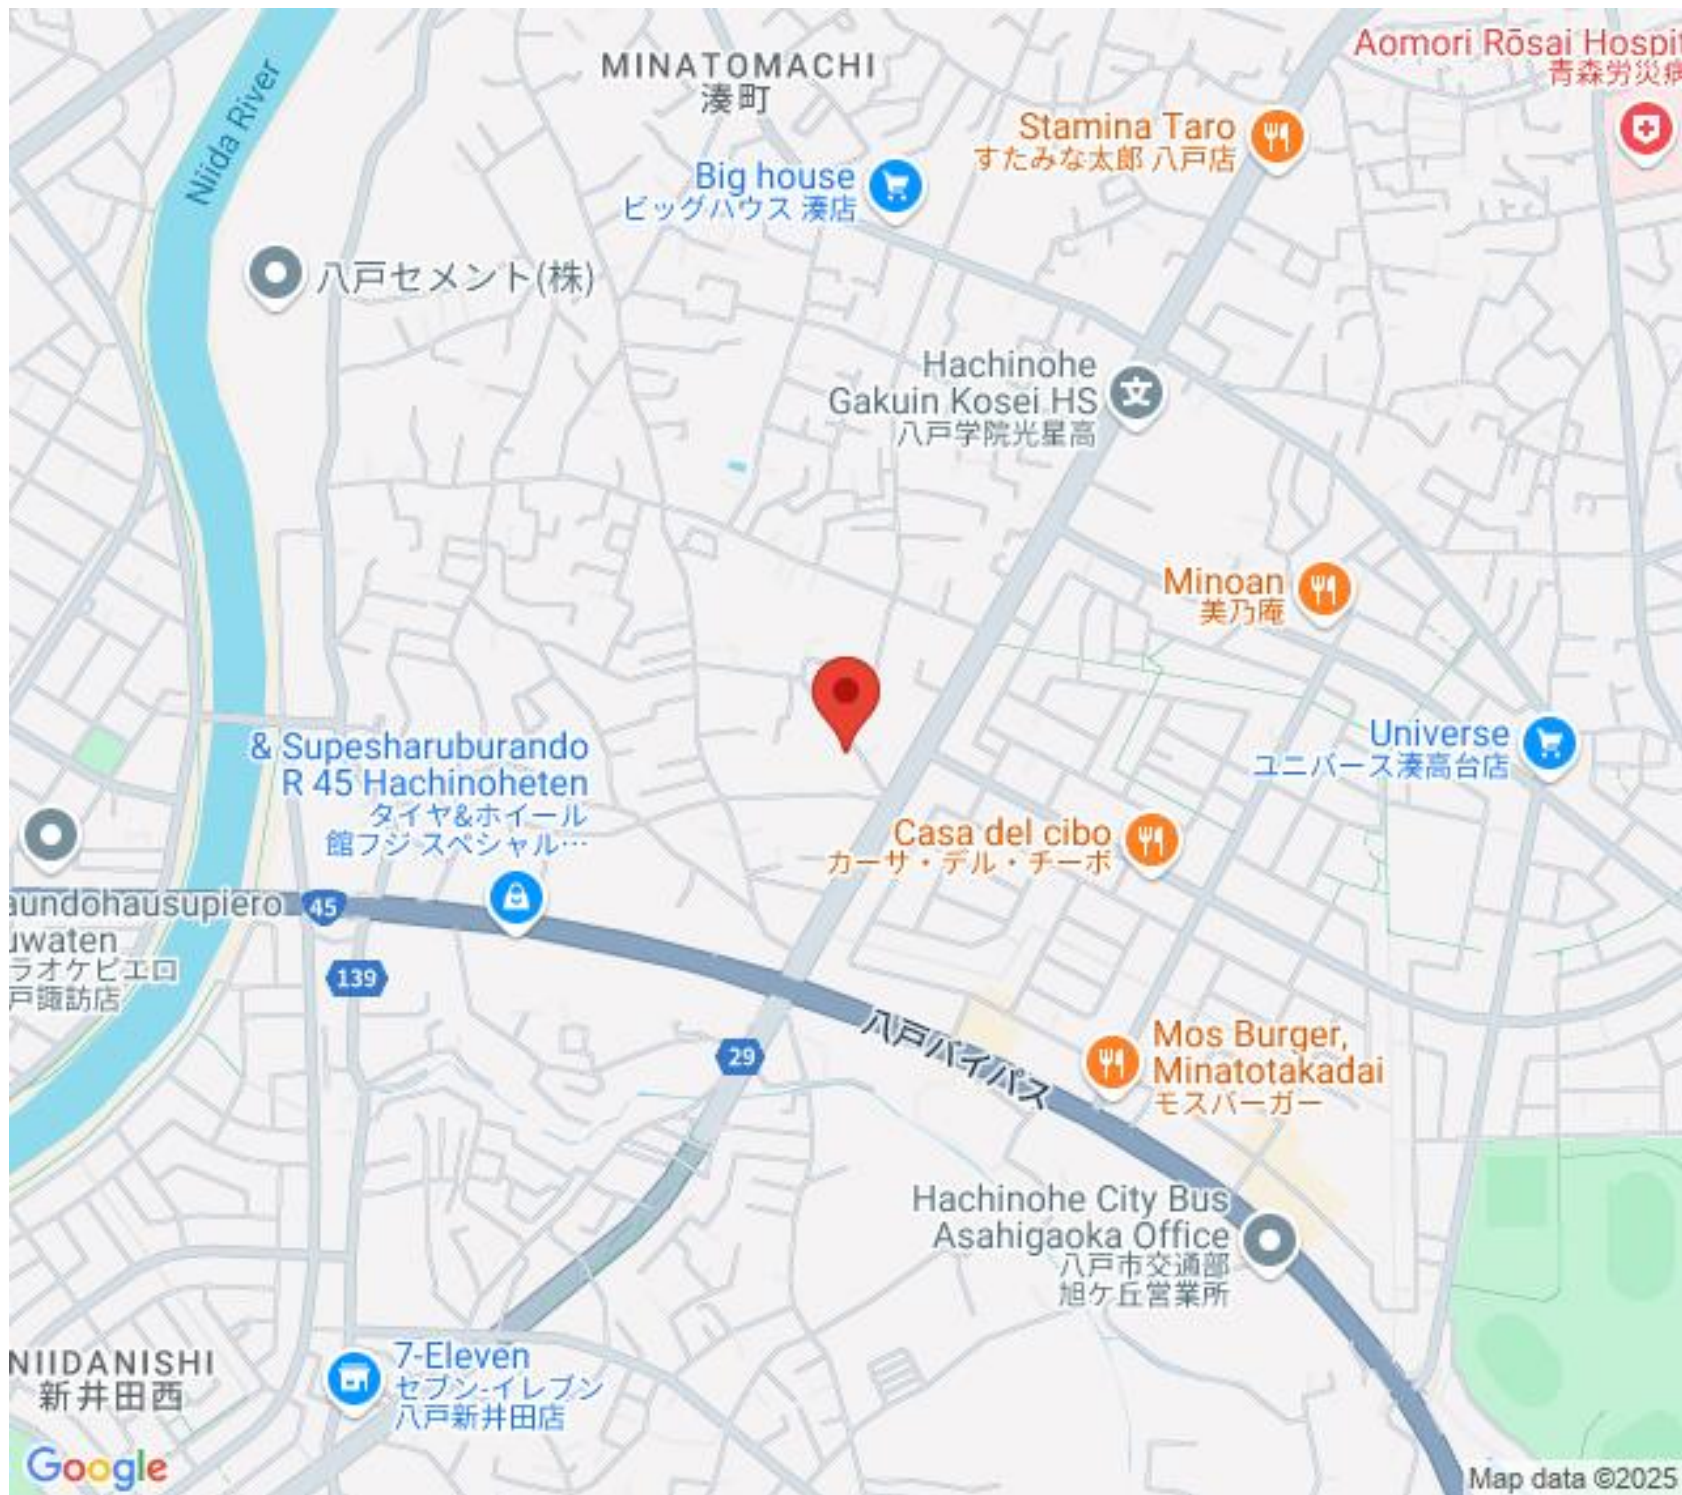 Aomori Rōsai Hospit
青森労災病
MINATOMACHI
湊町
Niida River
Stamina Taro
すたみな太郎 八戸店
Big house
ビッグハウス 湊店
八戸セメント(株)
Hachinohe
Gakuin Kosei HS
八戸学院光星高
Minoan
美乃庵
Universe
ユニバース湊高台店
& Supesharuburando
R 45 Hachinoheten
タイヤ&ホイール
館フジ スペシャル…
Casa del cibo
カーサ・デル・チーボ
aundohausupiero
uwaten
ラオケピエロ
戸諏訪店
45
139
29
八戸バイパス
Mos Burger,
Minatotakadai
モスバーガー
Hachinohe City Bus
Asahigaoka Office
八戸市交通部
旭ケ丘営業所
NIIDANISHI
新井田西
7-Eleven
セブン-イレブン
八戸新井田店
Google
Map data ©2025